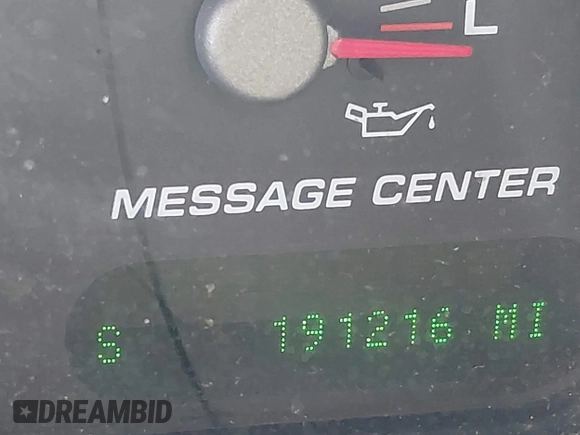 L
MESSAGE CENTER
S 191216 MI
DREAMBID